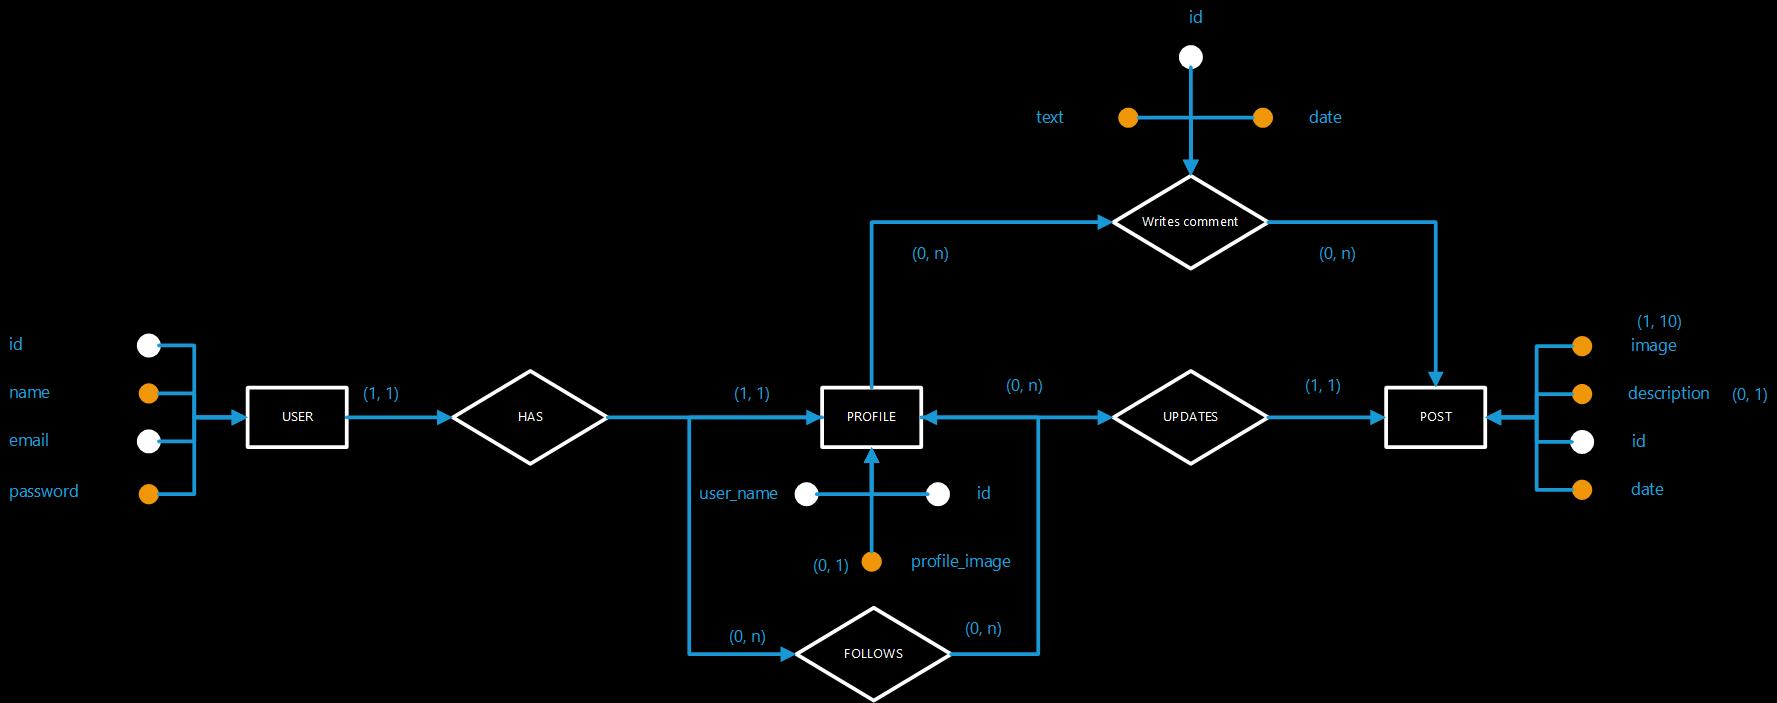 id
text
date
Writes comment
(0, n)
(0, n)
id
name
email
password
USER
(1, 1)
HAS
(1, 1)
PROFILE
(0, n)
UPDATES
(1, 1)
POST
(1, 10)
image
description (0, 1)
id
date
user_name
id
(0, 1)
profile_image
(0, n)
FOLLOWS
(0, n)